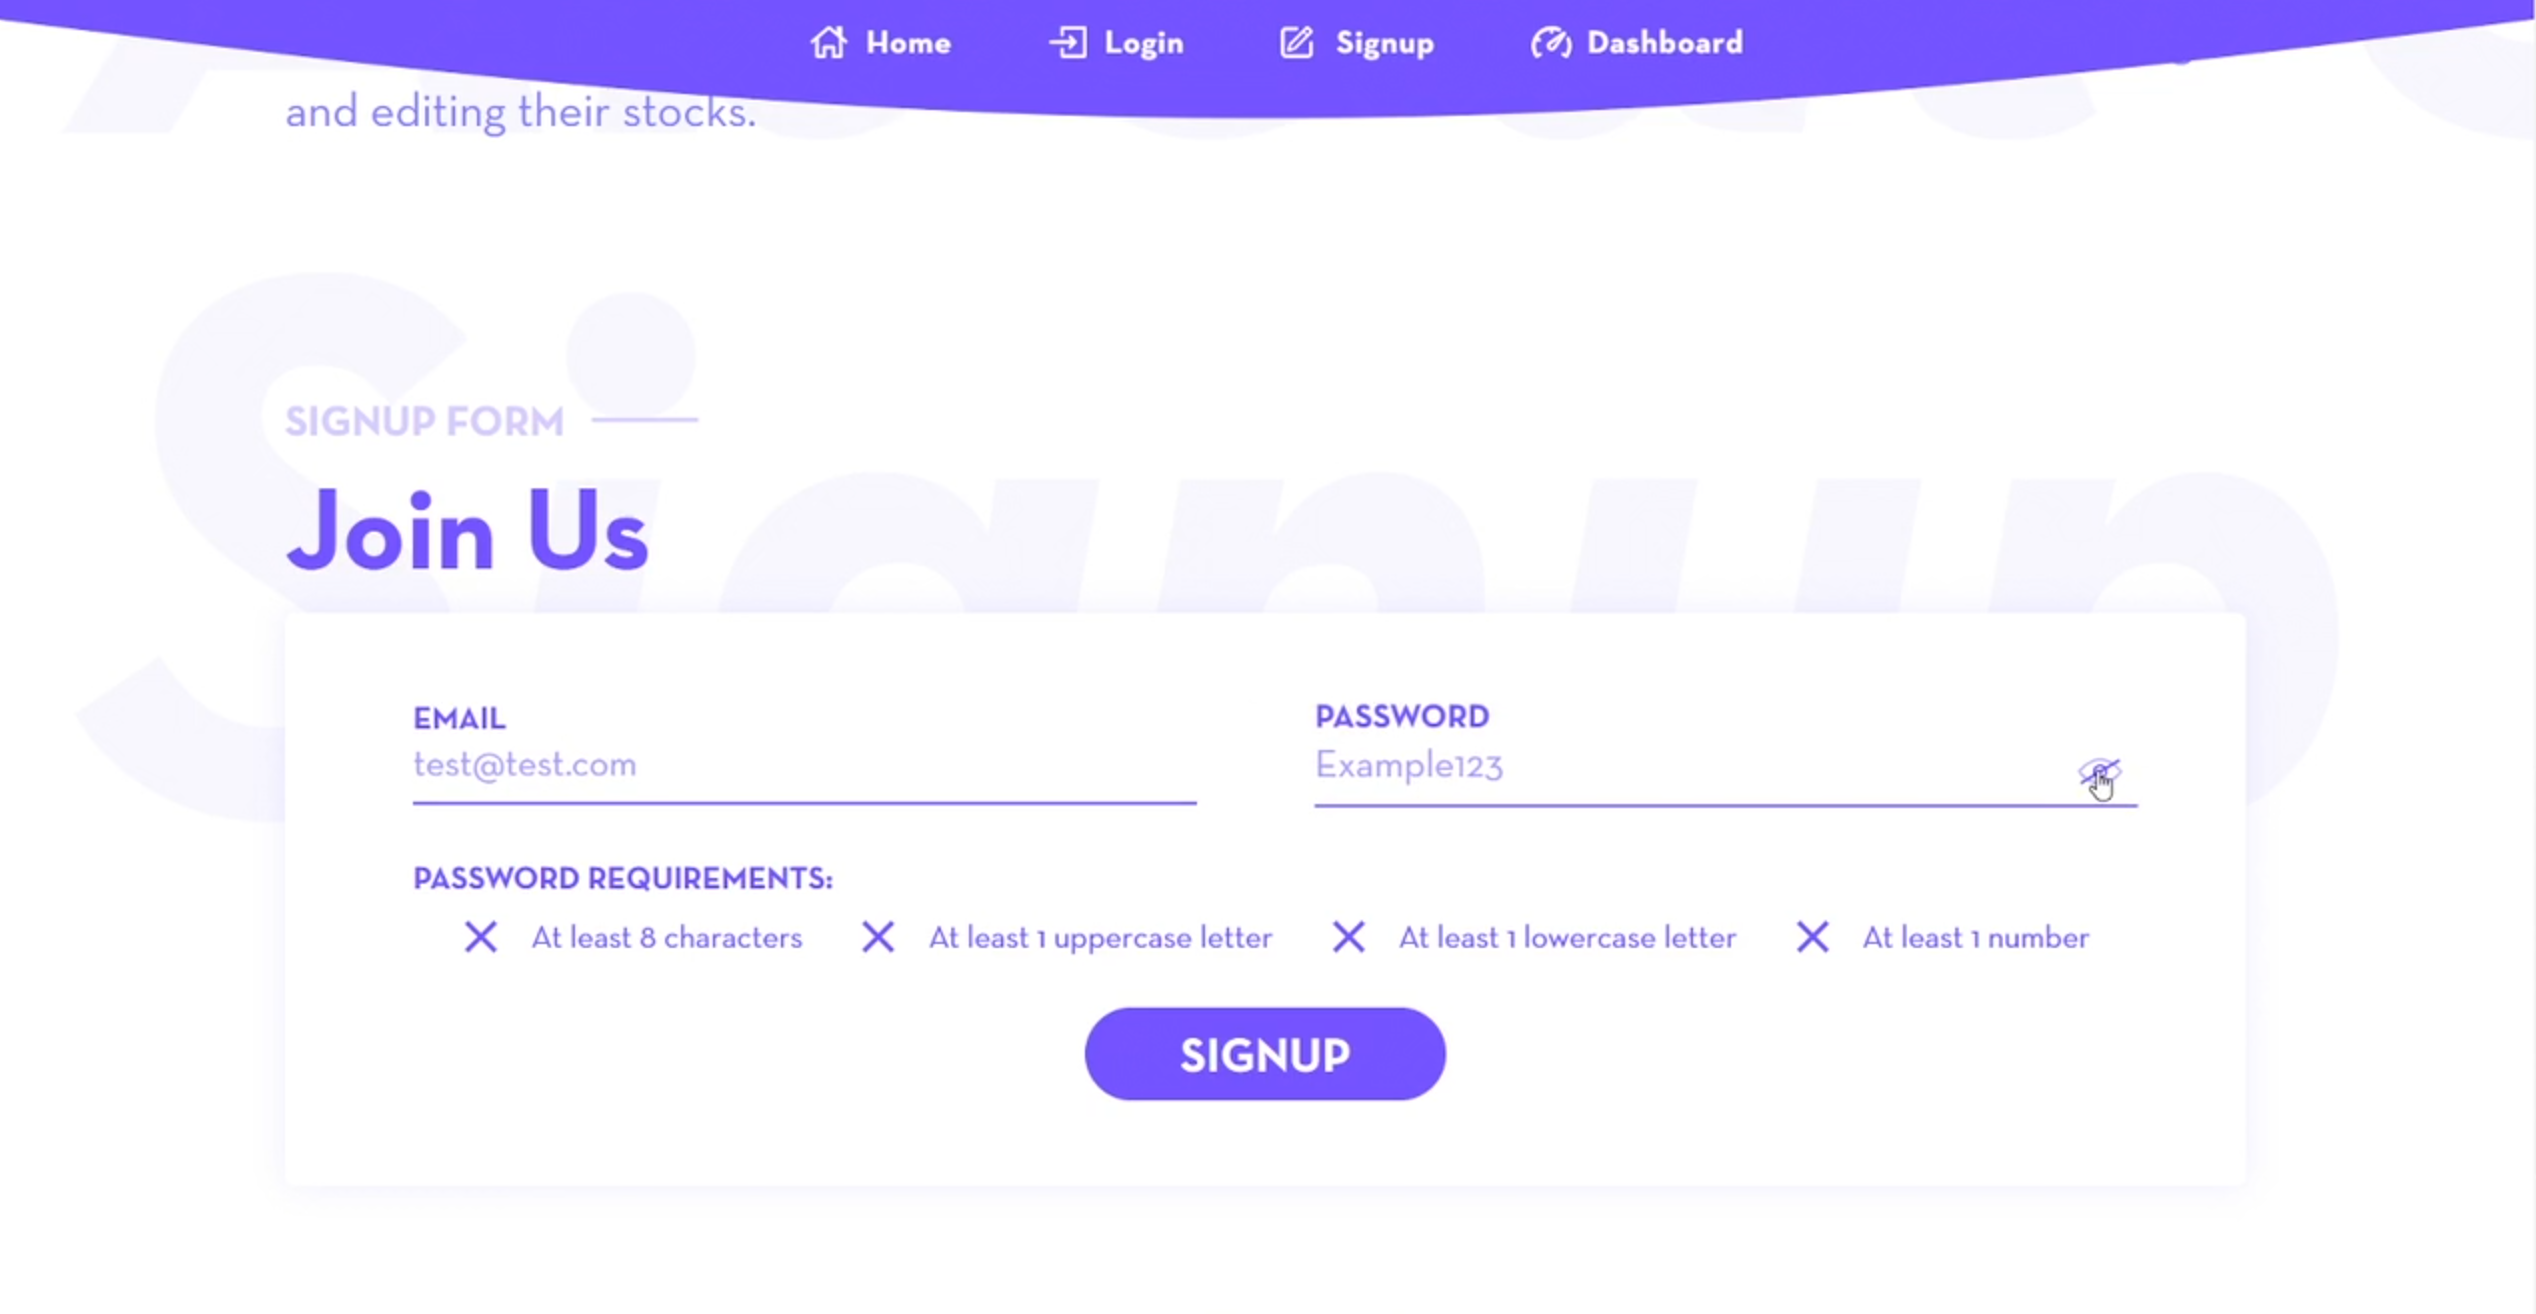 Home Login Signup Dashboard
and editing their stocks.
Signup
SIGNUP FORM
Join Us
EMAIL PASSWORD
test@test.com Example123
PASSWORD REQUIREMENTS:
At least 8 characters At least 1 uppercase letter At least 1 lowercase letter At least 1 number
SIGNUP